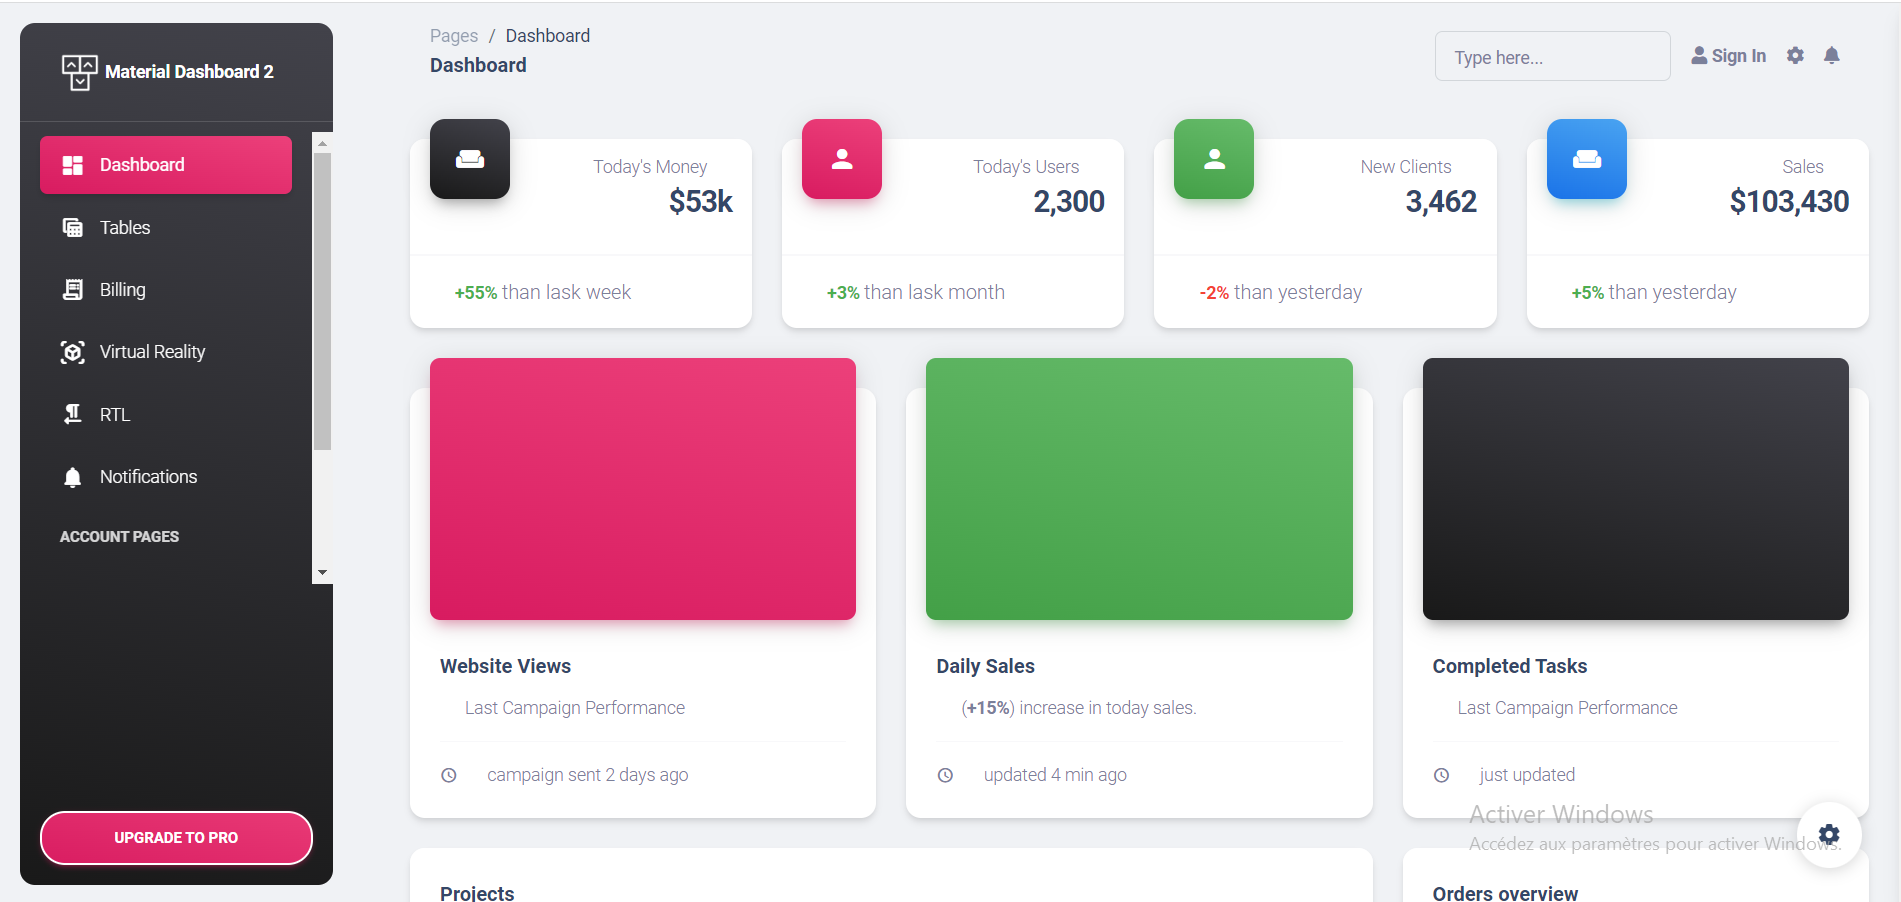 Material Dashboard 2
Dashboard
Tables
Billing
Virtual Reality
RTL
Notifications
ACCOUNT PAGES
UPGRADE TO PRO
Pages / Dashboard
Dashboard
Type here...
Sign In
Today's Money
$53k
+55% than lask week
Today's Users
2,300
+3% than lask month
New Clients
3,462
-2% than yesterday
Sales
$103,430
+5% than yesterday
Website Views
Last Campaign Performance
campaign sent 2 days ago
Daily Sales
(+15%) increase in today sales.
updated 4 min ago
Completed Tasks
Last Campaign Performance
just updated
Activer Windows
Accédez aux paramètres pour activer Windows.
Projects
Orders overview